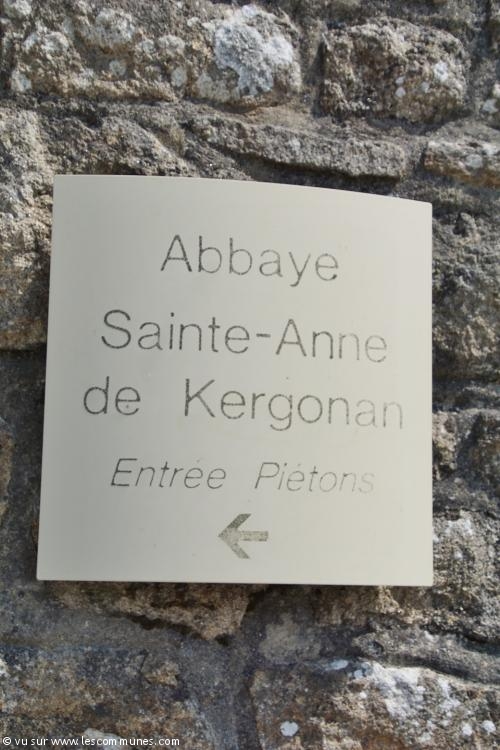 Abbaye
Sainte-Anne
de Kergonan
Entrée Piétons
←
© vu sur www.lescommunes.com